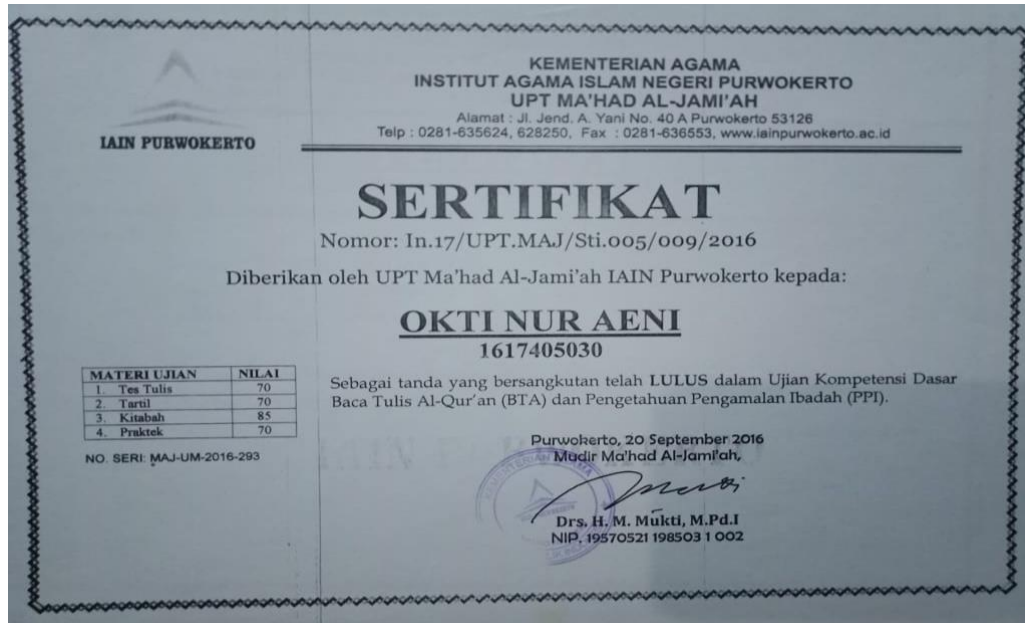 KEMENTERIAN AGAMA
INSTITUT AGAMA ISLAM NEGERI PURWOKERTO
UPT MA'HAD AL-JAMI'AH
Alamat : Jl. Jend. A. Yani No. 40 A Purwokerto 53126
Telp : 0281-635624, 628250, Fax : 0281-636553, www.iainpurwokerto.ac.id
IAIN PURWOKERTO
SERTIFIKAT
Nomor: In.17/UPT.MAJ/Sti.005/009/2016
Diberikan oleh UPT Ma'had Al-Jami'ah IAIN Purwokerto kepada:
OKTI NUR AENI
1617405030
MATERI UJIAN NILAI
1. Tes Tulis 70
2. Tartil 70
3. Kitabah 85
4. Praktek 70
NO. SERI: MAJ-UM-2016-293
Sebagai tanda yang bersangkutan telah LULUS dalam Ujian Kompetensi Dasar
Baca Tulis Al-Qur'an (BTA) dan Pengetahuan Pengamalan Ibadah (PPI).
Purwokerto, 20 September 2016
Mudir Ma'had Al-Jami'ah,
KEMENTERIAN AGAMA
Drs. H. M. Mukti, M.Pd.I
NIP. 19570521 198503 1 002